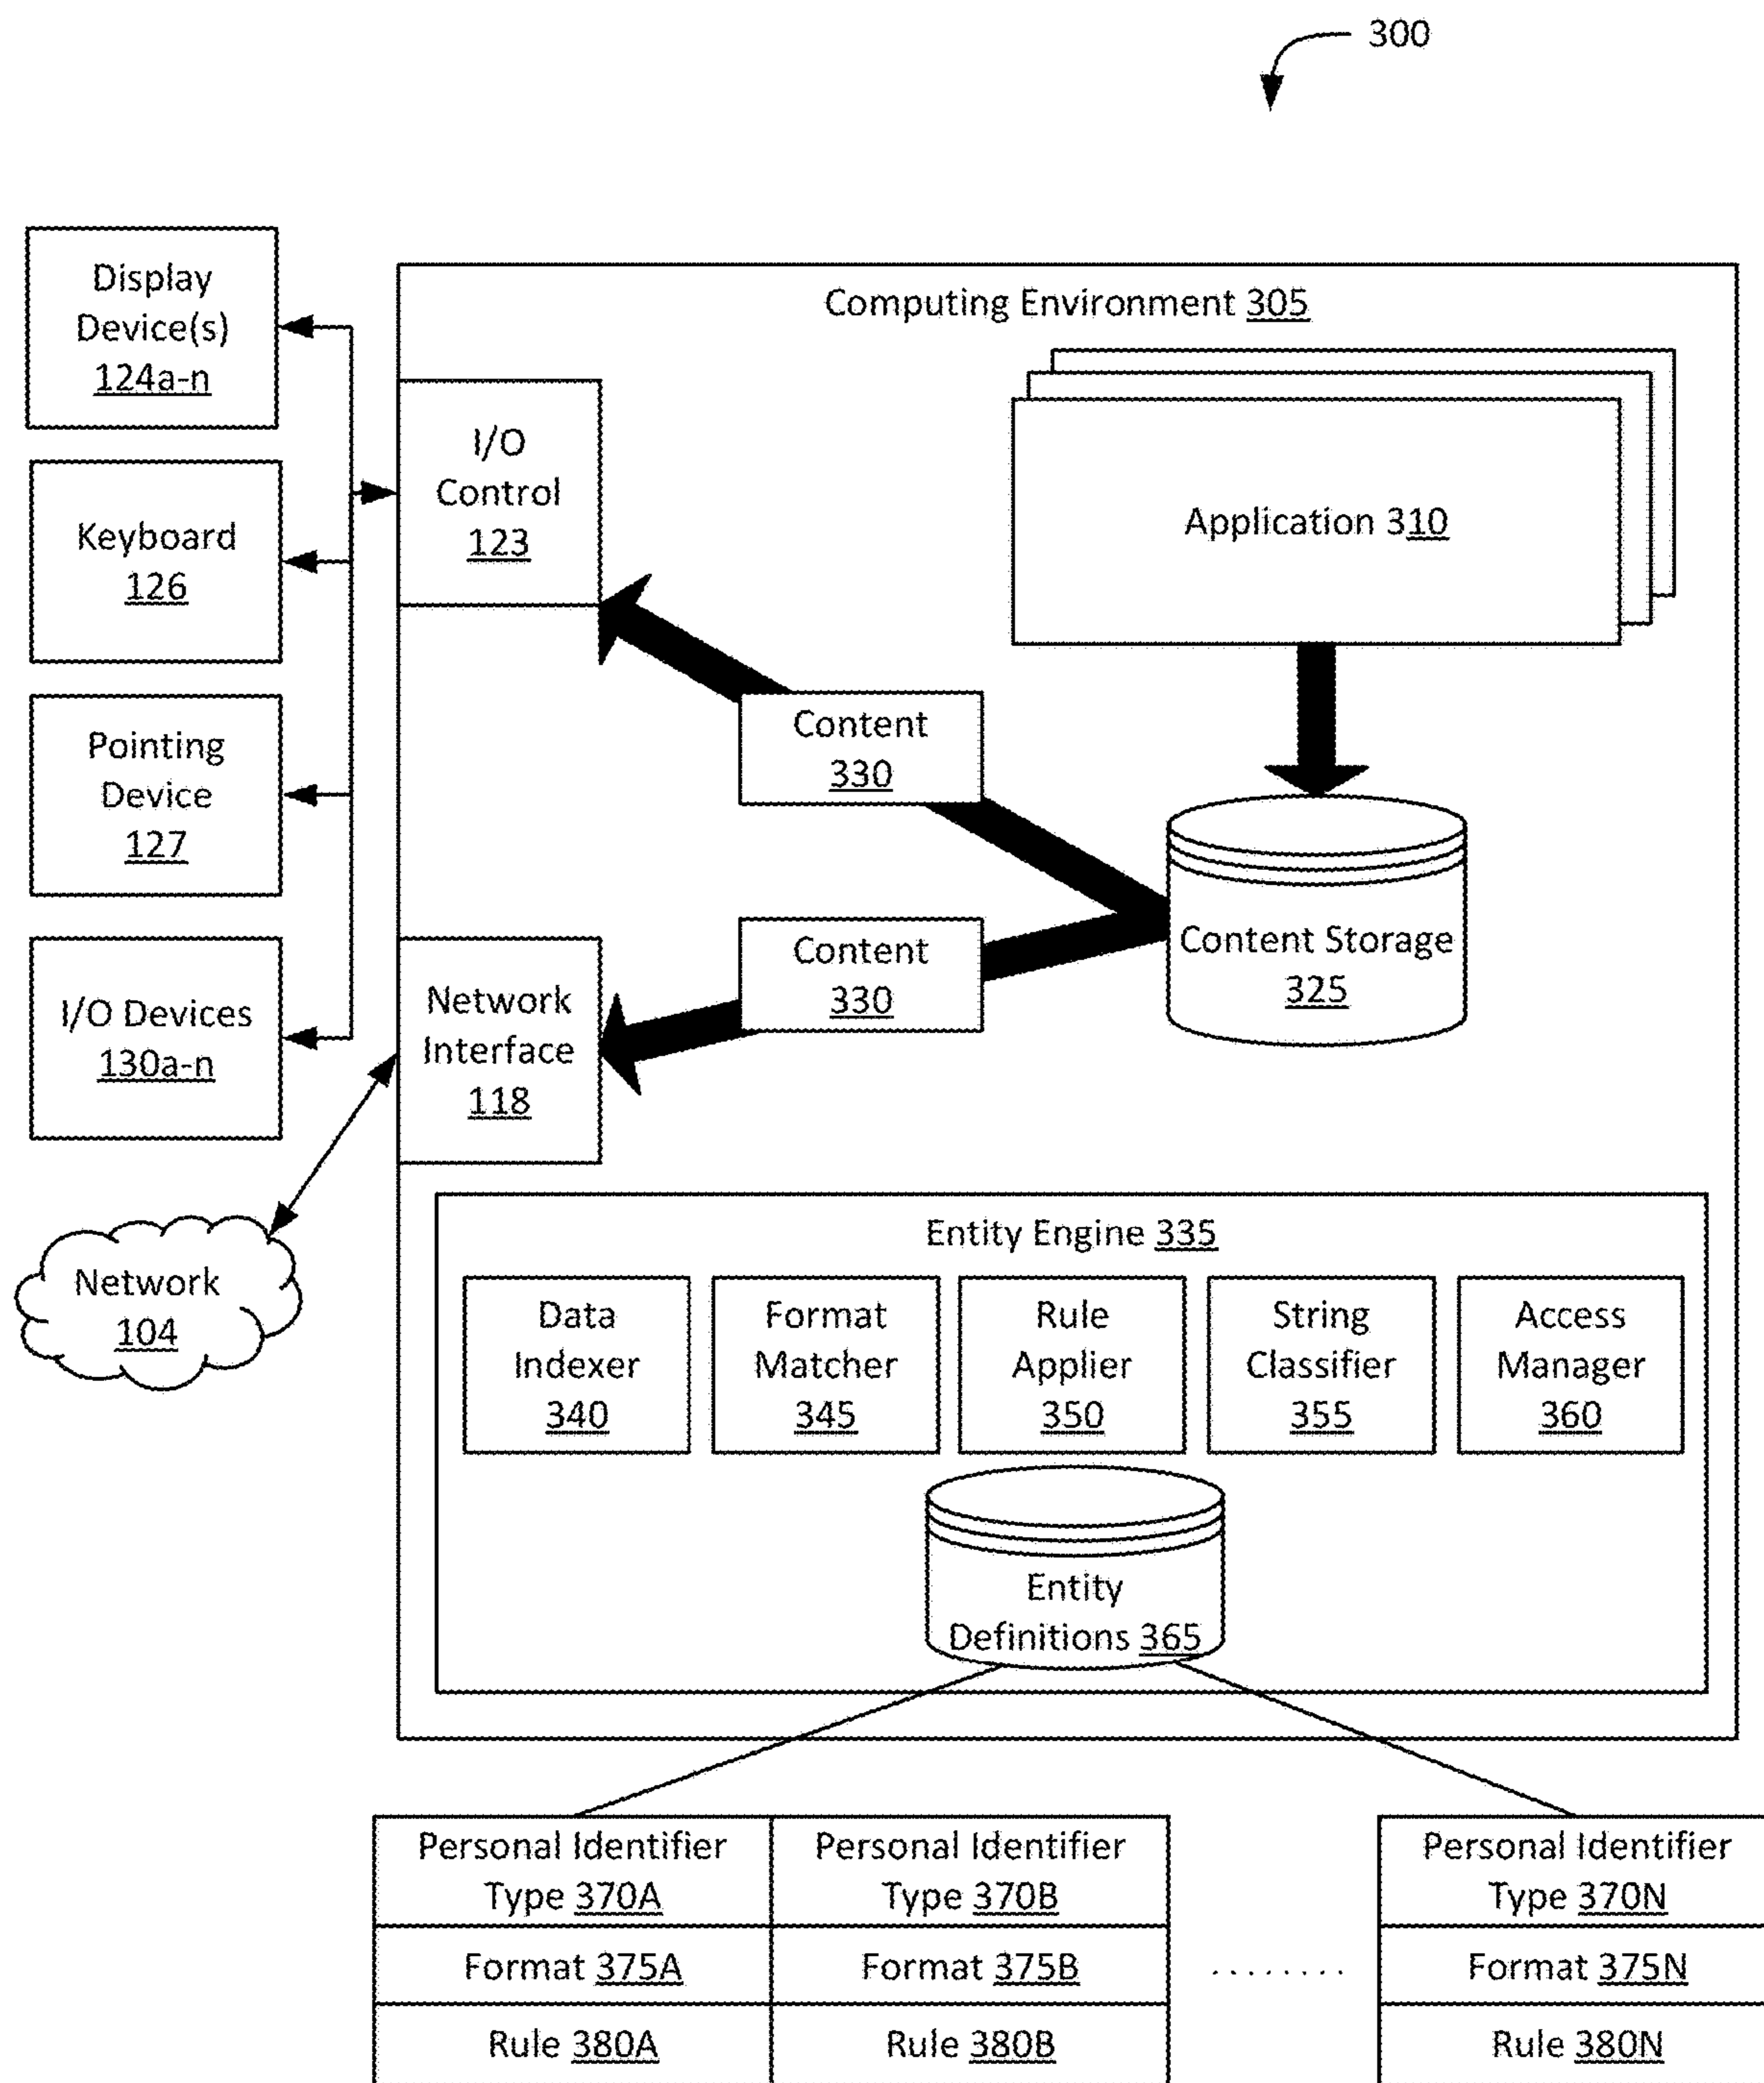 300
Display
Device(s)
124a-n
Keyboard
126
Pointing
Device
127
I/O Devices
130a-n
Network
104
Computing Environment 305
I/O
Control
123
Application 310
Content
330
Content
330
Content Storage
325
Network
Interface
118
Entity Engine 335
Data
Indexer
340
Format
Matcher
345
Rule
Applier
350
String
Classifier
355
Access
Manager
360
Entity
Definitions 365
Personal Identifier
Type 370A
Format 375A
Rule 380A
Personal Identifier
Type 370B
Format 375B
Rule 380B
........
Personal Identifier
Type 370N
Format 375N
Rule 380N